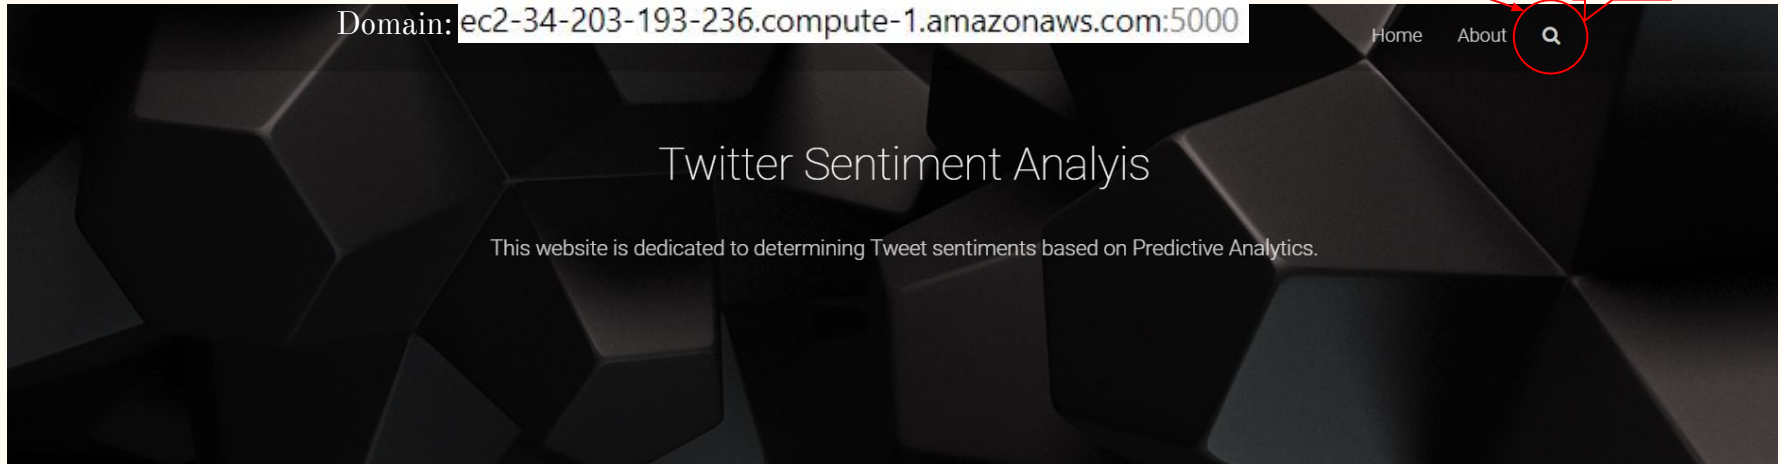 Domain: ec2-34-203-193-236.compute-1.amazonaws.com:5000
Home About
Twitter Sentiment Analyis
This website is dedicated to determining Tweet sentiments based on Predictive Analytics.